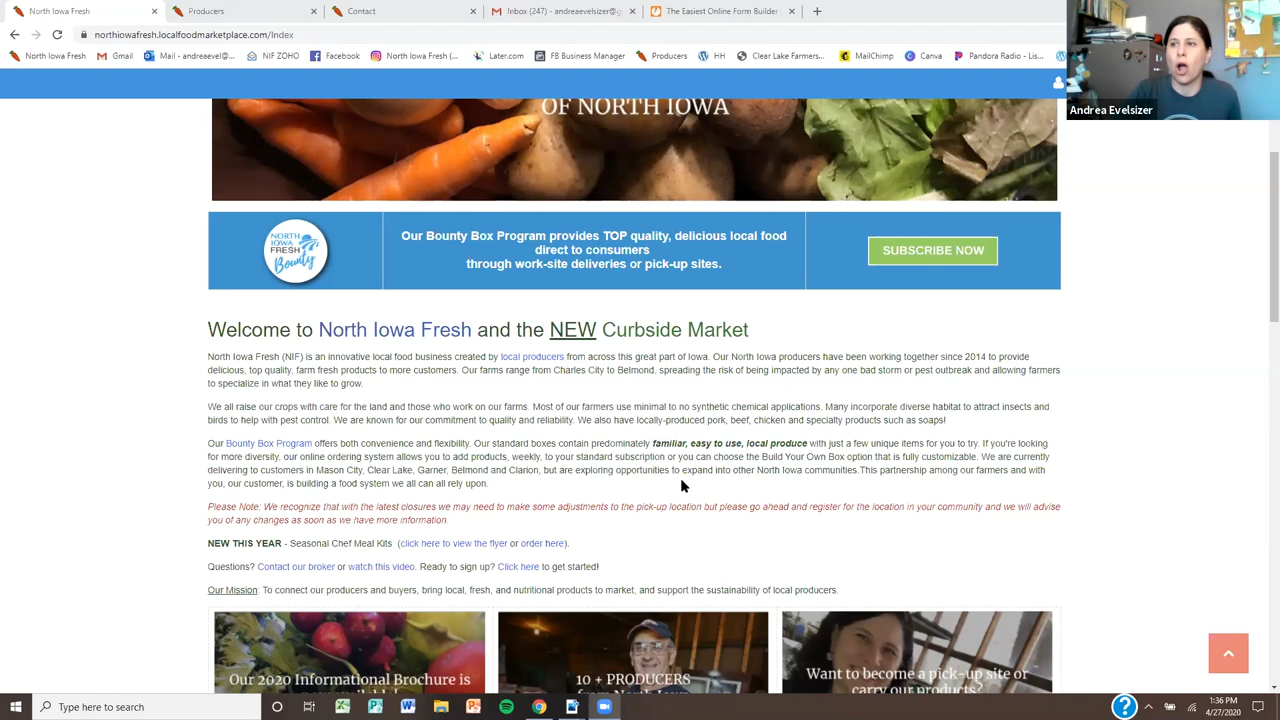 North Iowa Fresh
Producers
Contact
Inbox (247) - andreaevelsizer@g
The Easiest Online Form Builder
northiowafresh.localfoodmarketplace.com/Index
North Iowa Fresh
Gmail
Mail - andreaevel@si...
NIF ZOHO
Facebook
North Iowa Fresh (...
Later.com
FB Business Manager
Producers
HH
Clear Lake Farmers...
MailChimp
Canva
Pandora Radio - Lis...
Andrea Evelsizer
OF NORTH IOWA
NORTH
IOWA
FRESH
Bounty
Our Bounty Box Program provides TOP quality, delicious local food
direct to consumers
through work-site deliveries or pick-up sites.
SUBSCRIBE NOW
Welcome to North Iowa Fresh and the NEW Curbside Market
North Iowa Fresh (NIF) is an innovative local food business created by local producers from across this great part of Iowa. Our North Iowa producers have been working together since 2014 to provide
delicious, top quality, farm fresh products to more customers. Our farms range from Charles City to Belmond, spreading the risk of being impacted by any one bad storm or pest outbreak and allowing farmers
to specialize in what they like to grow.
We all raise our crops with care for the land and those who work on our farms. Most of our farmers use minimal to no synthetic chemical applications. Many incorporate diverse habitat to attract insects and
birds to help with pest control. We are known for our commitment to quality and reliability. We also have locally-produced pork, beef, chicken and specialty products such as soaps!
Our Bounty Box Program offers both convenience and flexibility. Our standard boxes contain predominately familiar, easy to use, local produce with just a few unique items for you to try. If you're looking
for more diversity, our online ordering system allows you to add products, weekly, to your standard subscription or you can choose the Build Your Own Box option that is fully customizable. We are currently
delivering to customers in Mason City, Clear Lake, Garner, Belmond and Clarion, but are exploring opportunities to expand into other North Iowa communities.This partnership among our farmers and with
you, our customer, is building a food system we all can all rely upon.
Please Note: We recognize that with the latest closures we may need to make some adjustments to the pick-up location but please go ahead and register for the location in your community and we will advise
you of any changes as soon as we have more information.
NEW THIS YEAR - Seasonal Chef Meal Kits (click here to view the flyer or order here).
Questions? Contact our broker or watch this video. Ready to sign up? Click here to get started!
Our Mission: To connect our producers and buyers, bring local, fresh, and nutritional products to market, and support the sustainability of local producers.
Our 2020 Informational Brochure is
10 + PRODUCERS
Want to become a pick-up site or
carry our products?
Type here to search
1:36 PM
4/27/2020